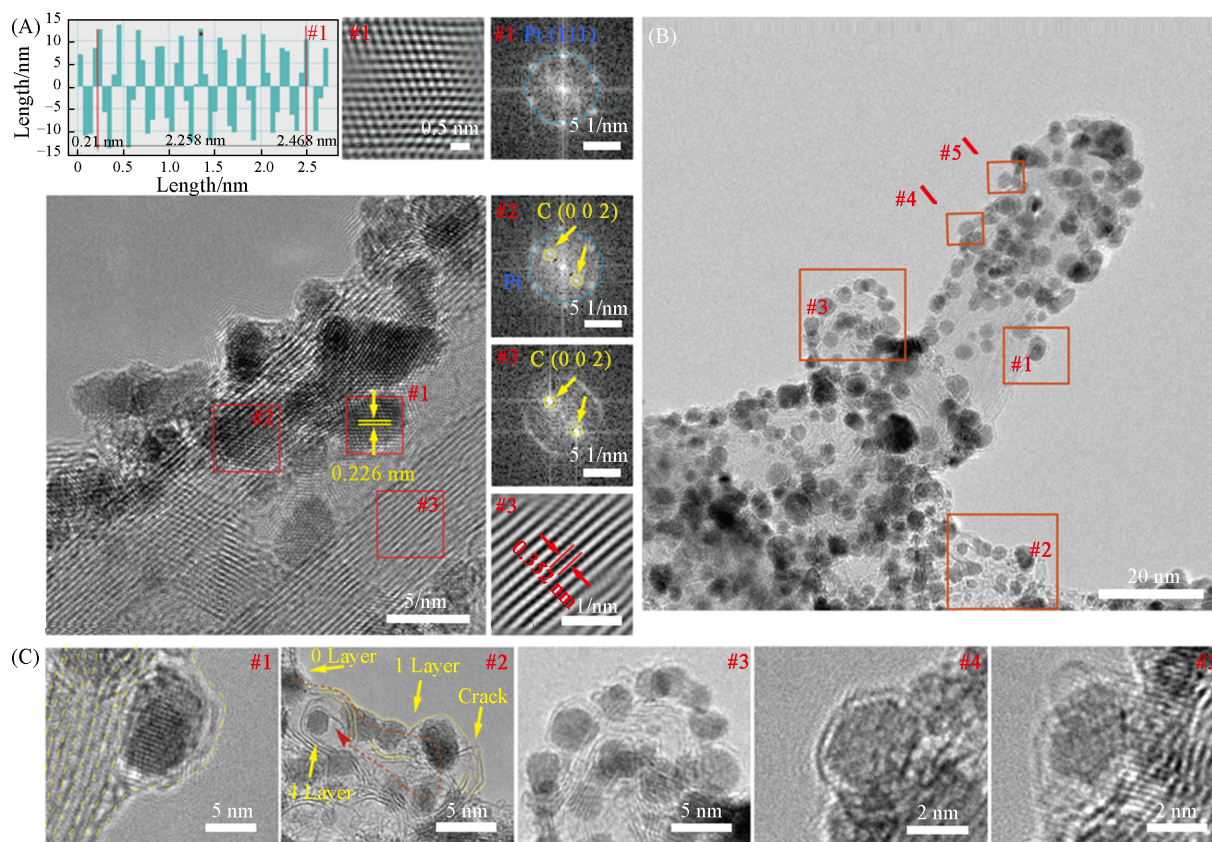 (A)
15
10
5
0
−5
−10
−15
Length/nm
#1
0.21 nm
2.258 nm
2.468 nm
0
0.5
1.0
1.5
2.0
2.5
Length/nm
#1
0.5 nm
#1 Pt (111)
5 1/nm
#2
#1
0.226 nm
#3
5/nm
#2
C (0 0 2)
Pt
5 1/nm
#3
C (0 0 2)
5 1/nm
#3
0.352 nm
1/nm
(B)
#5
#4
#3
#1
#2
20 nm
(C)
#1
5 nm
0 Layer
1 Layer
#2
Crack
4 Layer
5 nm
#3
5 nm
#4
2 nm
#5
2 nm